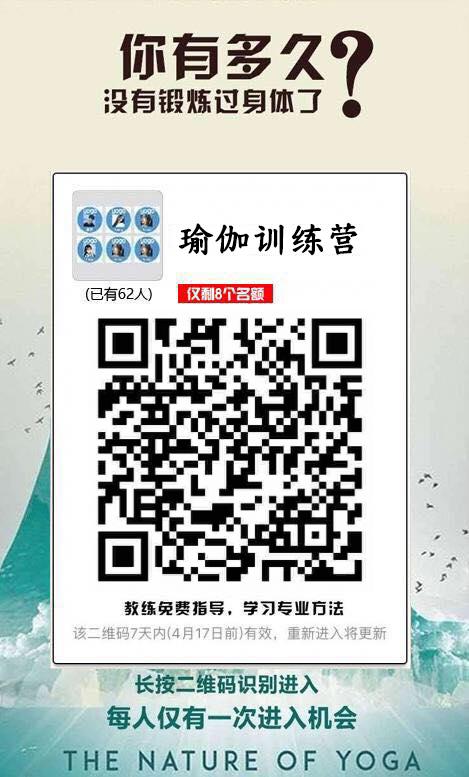 你有多久?
没有锻炼过身体了
瑜伽训练营
(已有62人)
仅剩8个名额
教练免费指导，学习专业方法
该二维码7天内(4月17日前)有效，重新进入将更新
长按二维码识别进入
每人仅有一次进入机会
THE NATURE OF YOGA